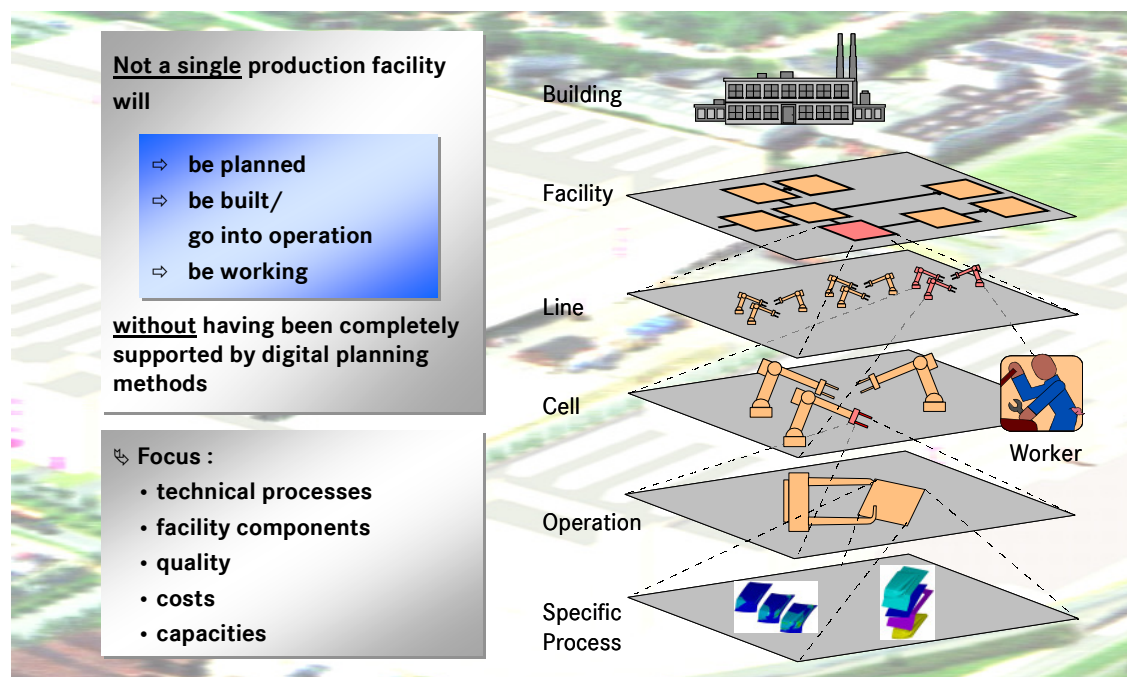 Not a single production facility
will
⇨ be planned
⇨ be built/
go into operation
⇨ be working
without having been completely
supported by digital planning
methods
Focus :
• technical processes
• facility components
• quality
• costs
• capacities
Building
Facility
Line
Cell
Worker
Operation
Specific
Process